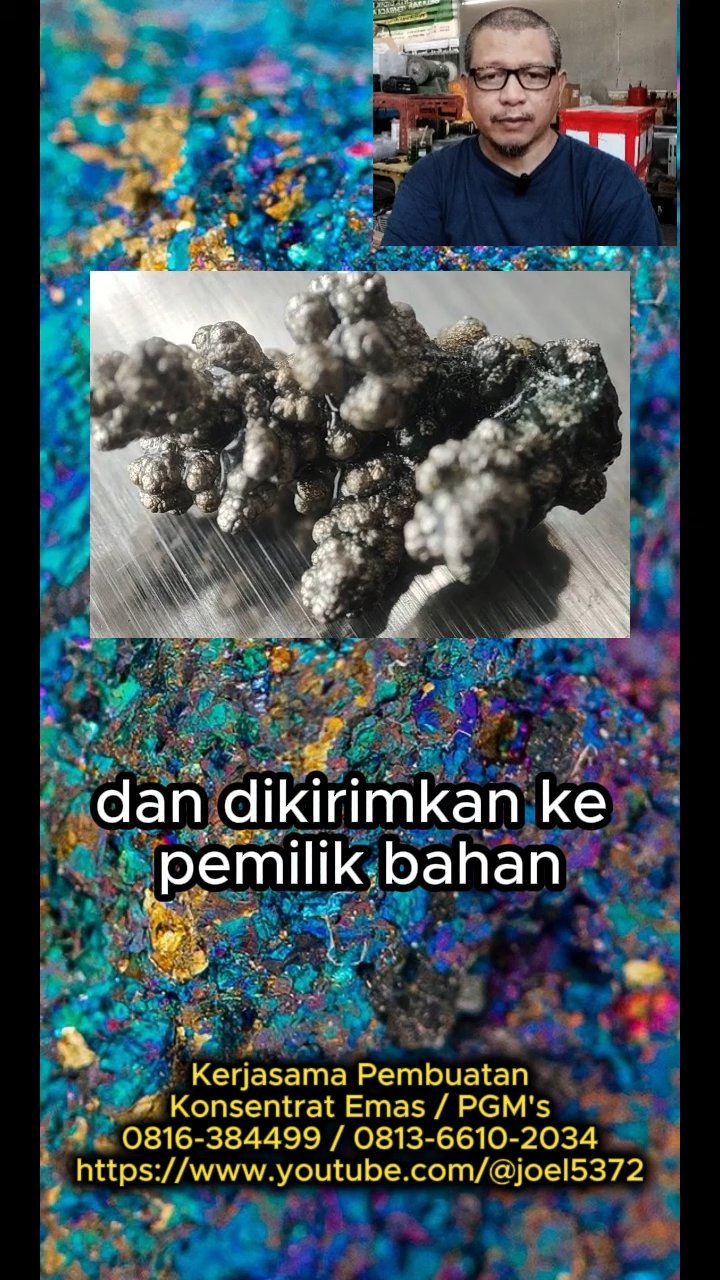 dan dikirimkan ke
pemilik bahan
Kerjasama Pembuatan
Konsentrat Emas / PGM's
0816-384499 / 0813-6610-2034
https://www.youtube.com/@joel5372